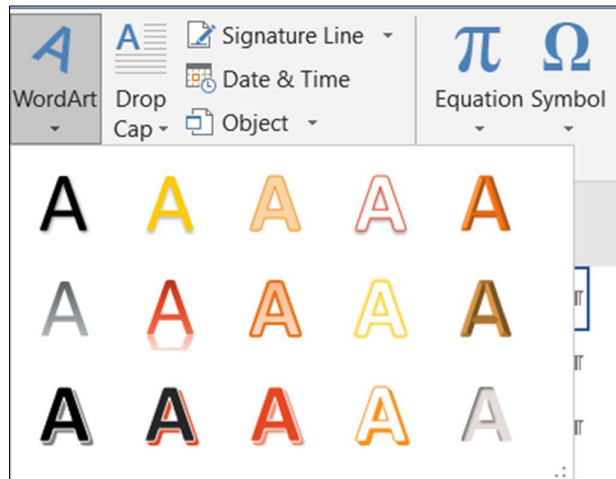 WordArt
Drop
Cap
Signature Line
Date & Time
Object
π
Equation
Ω
Symbol
A A A A A
A A A A A
A A A A A